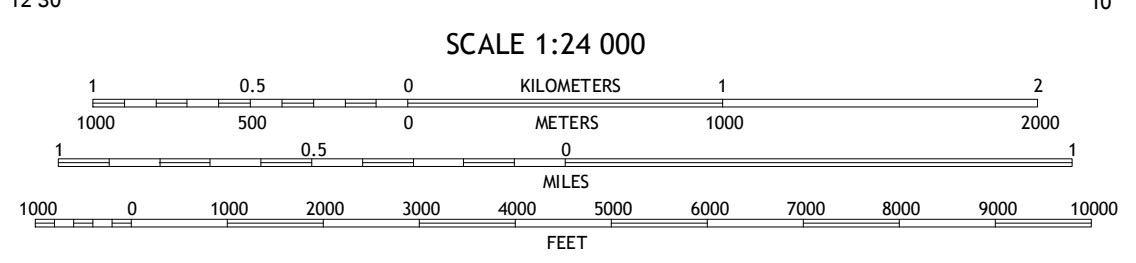 12 30
10
SCALE 1:24 000
1 0.5 0 KILOMETERS 1 2
1000 500 0 METERS 1000 2000
1 0.5 0 1
MILES
1000 0 1000 2000 3000 4000 5000 6000 7000 8000 9000 10000
FEET